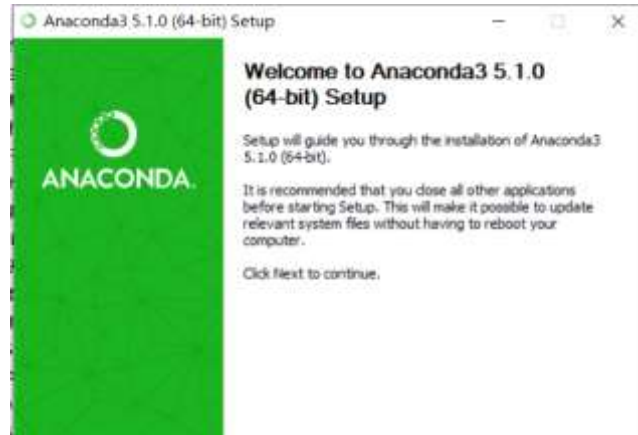 Anaconda3 5.1.0 (64-bit) Setup
ANACONDA.
Welcome to Anaconda3 5.1.0
(64-bit) Setup
Setup will guide you through the installation of Anaconda3
5.1.0 (64-bit).
It is recommended that you close all other applications
before starting Setup. This will make it possible to update
relevant system files without having to reboot your
computer.
Click Next to continue.